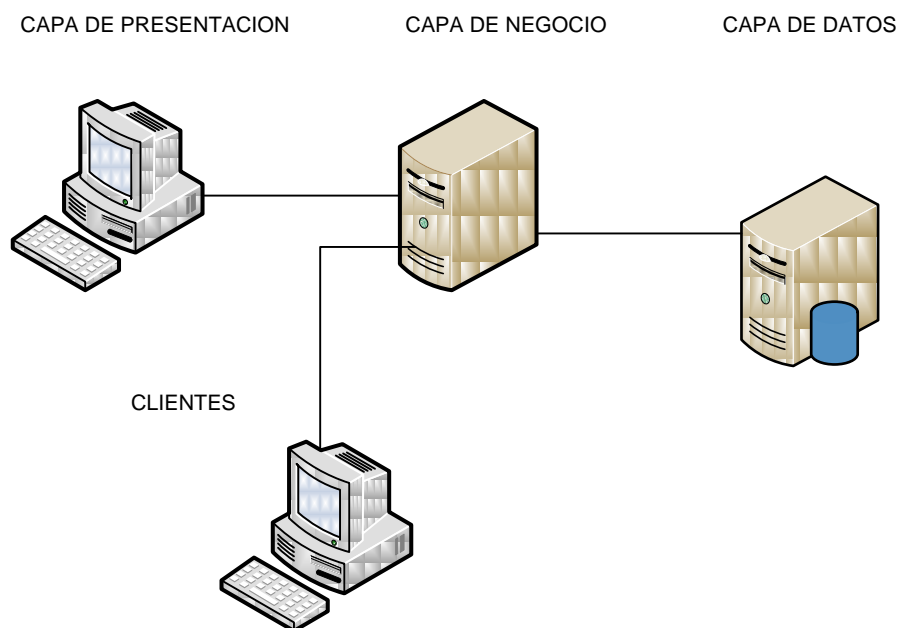 CAPA DE PRESENTACION
CAPA DE NEGOCIO
CAPA DE DATOS
CLIENTES